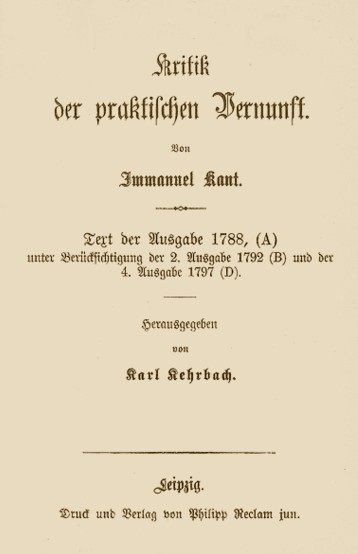 Kritik
der praktischen Vernunft.
Von
Immanuel Kant.
Text der Ausgabe 1788, (A)
unter Berücksichtigung der 2. Ausgabe 1792 (B) und der
4. Ausgabe 1797 (D).
Herausgegeben
von
Karl Kehrbach.
Leipzig.
Druck und Verlag von Philipp Reclam jun.